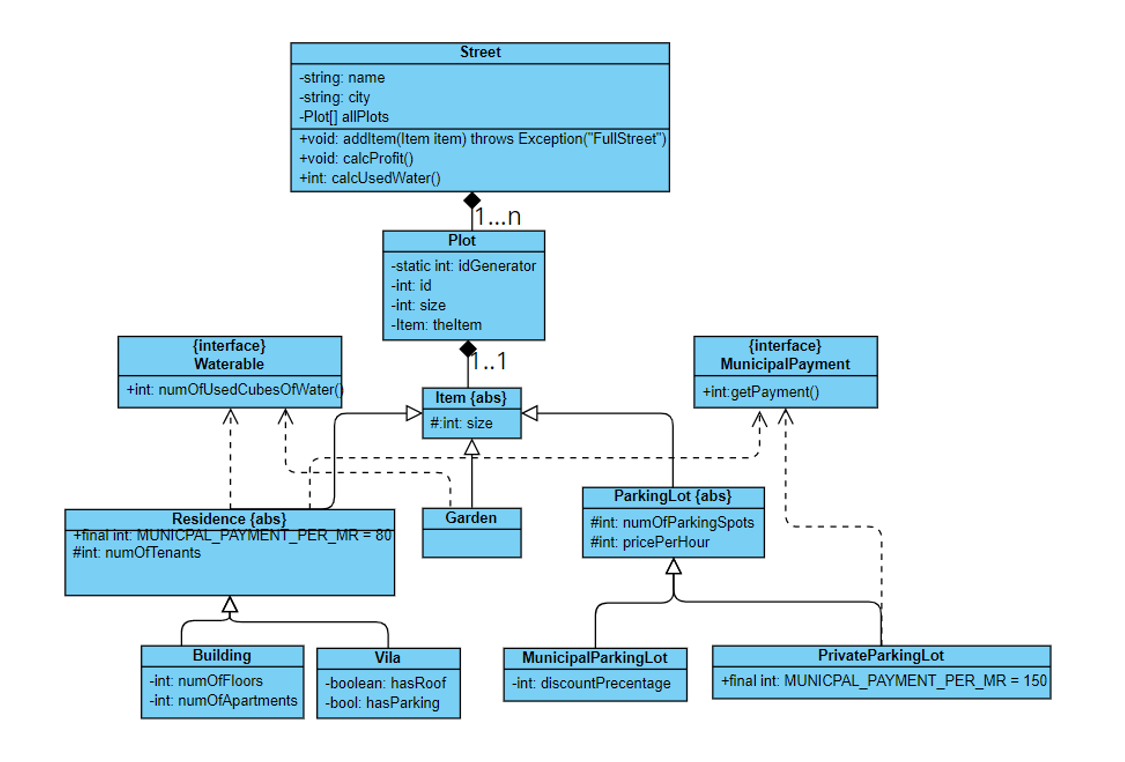 Street
-string: name
-string: city
-Plot[] allPlots
+void: addItem(Item item) throws Exception("FullStreet")
+void: calcProfit()
+int: calcUsedWater()
1...n
Plot
-static int: idGenerator
-int: id
-int: size
-Item: theItem
1..1
{interface}
Waterable
+int: numOfUsedCubesOfWater()
{interface}
MunicipalPayment
+int:getPayment()
Item {abs}
#:int: size
Residence {abs}
+final int: MUNICPAL_PAYMENT_PER_MR = 80
#int: numOfTenants
Garden
ParkingLot {abs}
#int: numOfParkingSpots
#int: pricePerHour
Building
-int: numOfFloors
-int: numOfApartments
Vila
-boolean: hasRoof
-bool: hasParking
MunicipalParkingLot
-int: discountPrecentage
PrivateParkingLot
+final int: MUNICPAL_PAYMENT_PER_MR = 150